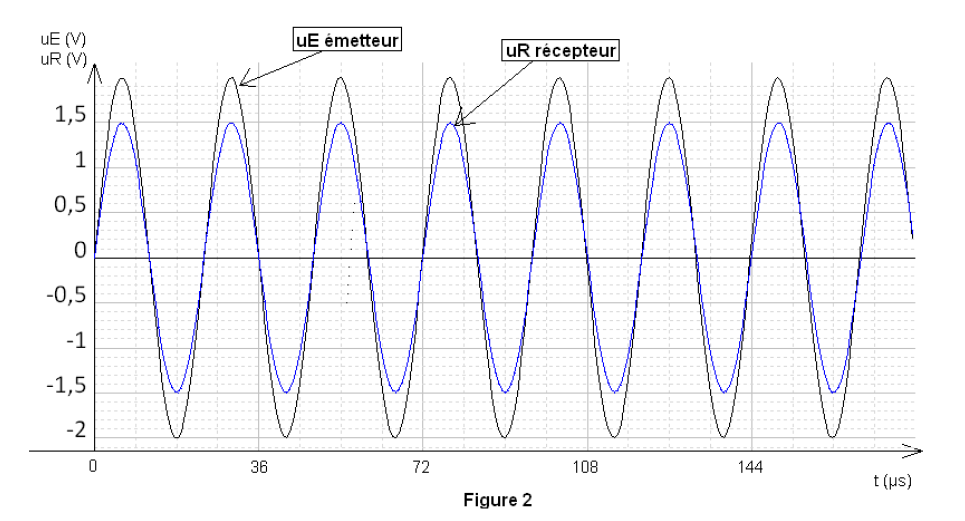 uE (V)
uR (V)
uE émetteur
uR récepteur
1,5
1
0,5
0
-0,5
-1
-1,5
-2
0 36 72 108 144
t (µs)
Figure 2